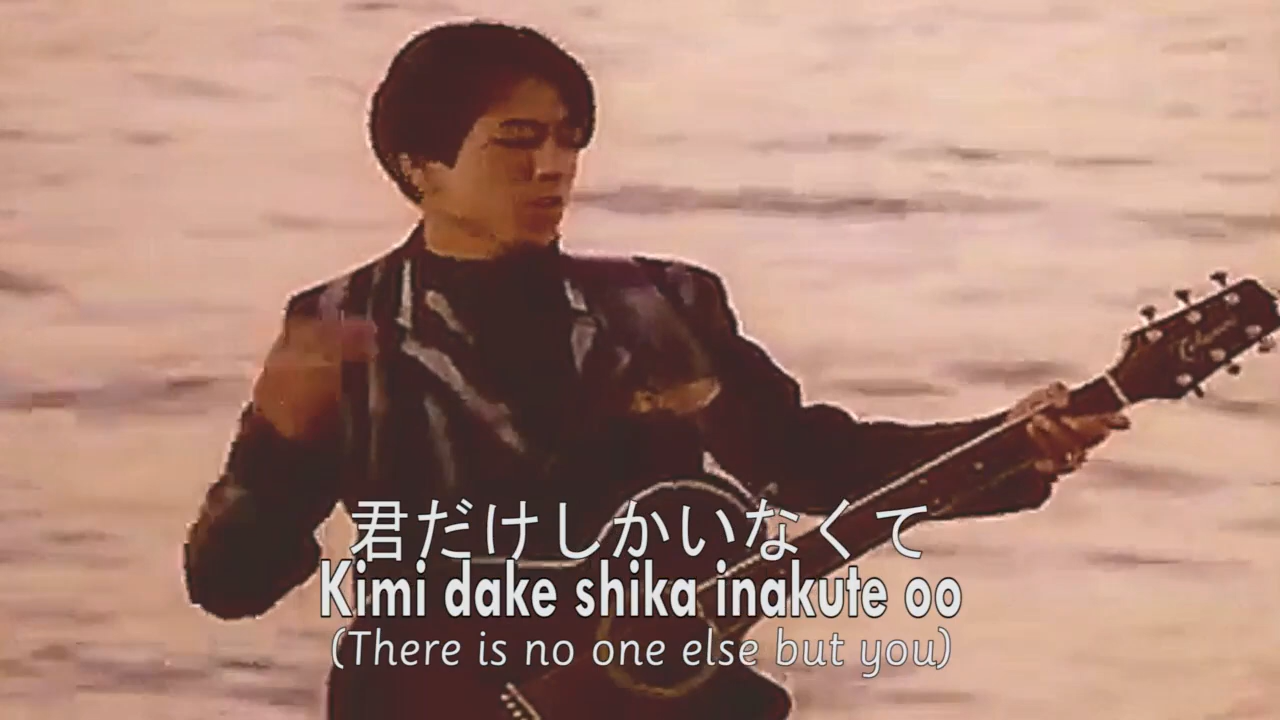 君だけしかいなくて
Kimi dake shika inakute oo
(There is no one else but you)